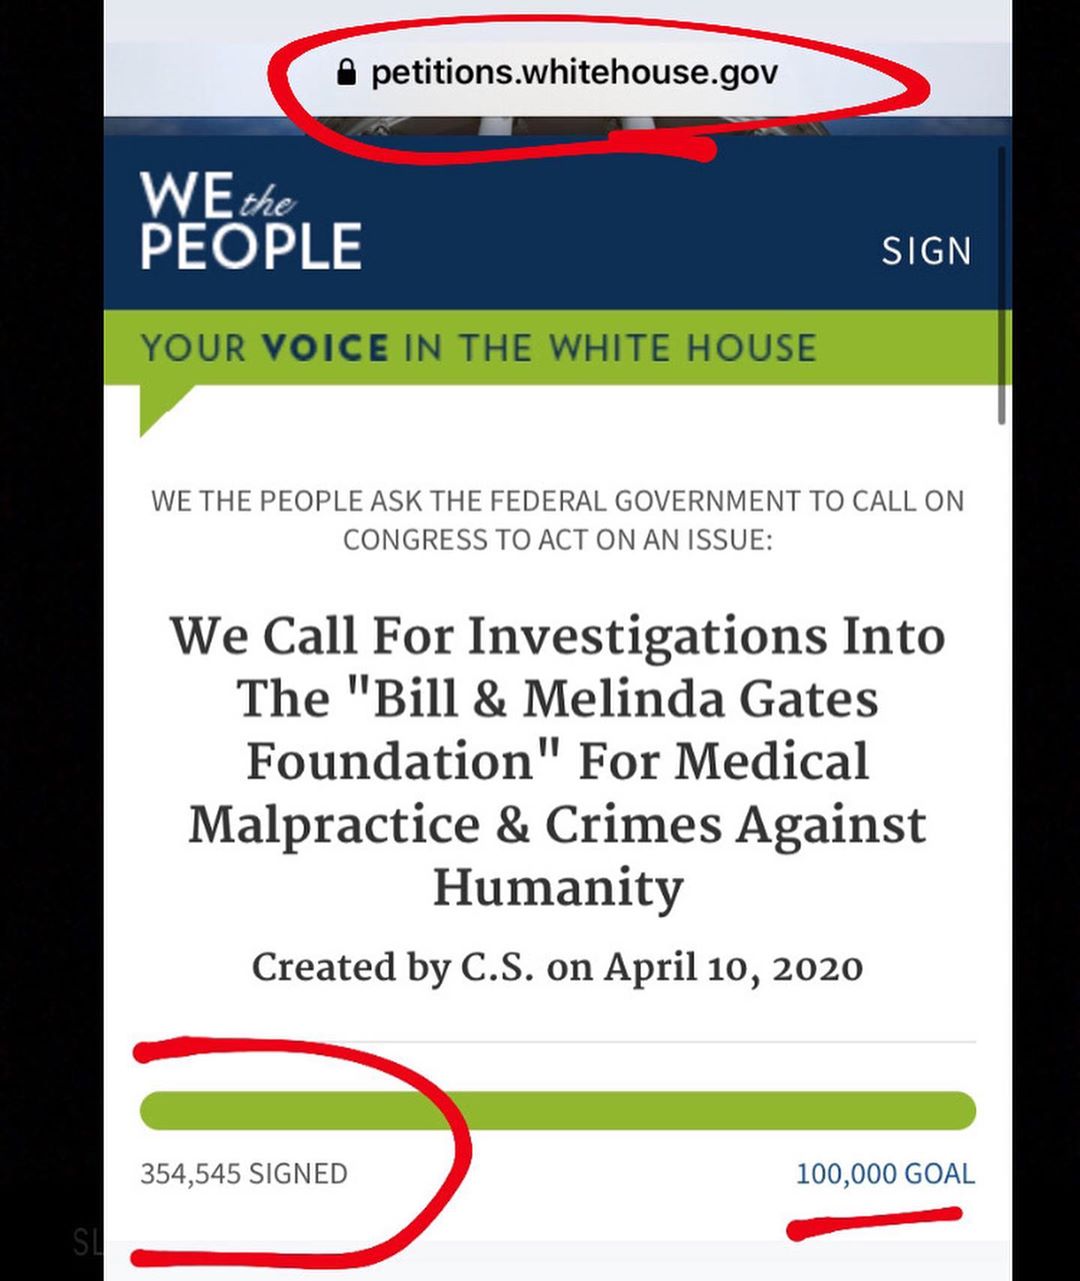 petitions.whitehouse.gov
WE the
PEOPLE
SIGN
YOUR VOICE IN THE WHITE HOUSE
WE THE PEOPLE ASK THE FEDERAL GOVERNMENT TO CALL ON
CONGRESS TO ACT ON AN ISSUE:
We Call For Investigations Into
The "Bill & Melinda Gates
Foundation" For Medical
Malpractice & Crimes Against
Humanity
Created by C.S. on April 10, 2020
354,545 SIGNED
100,000 GOAL